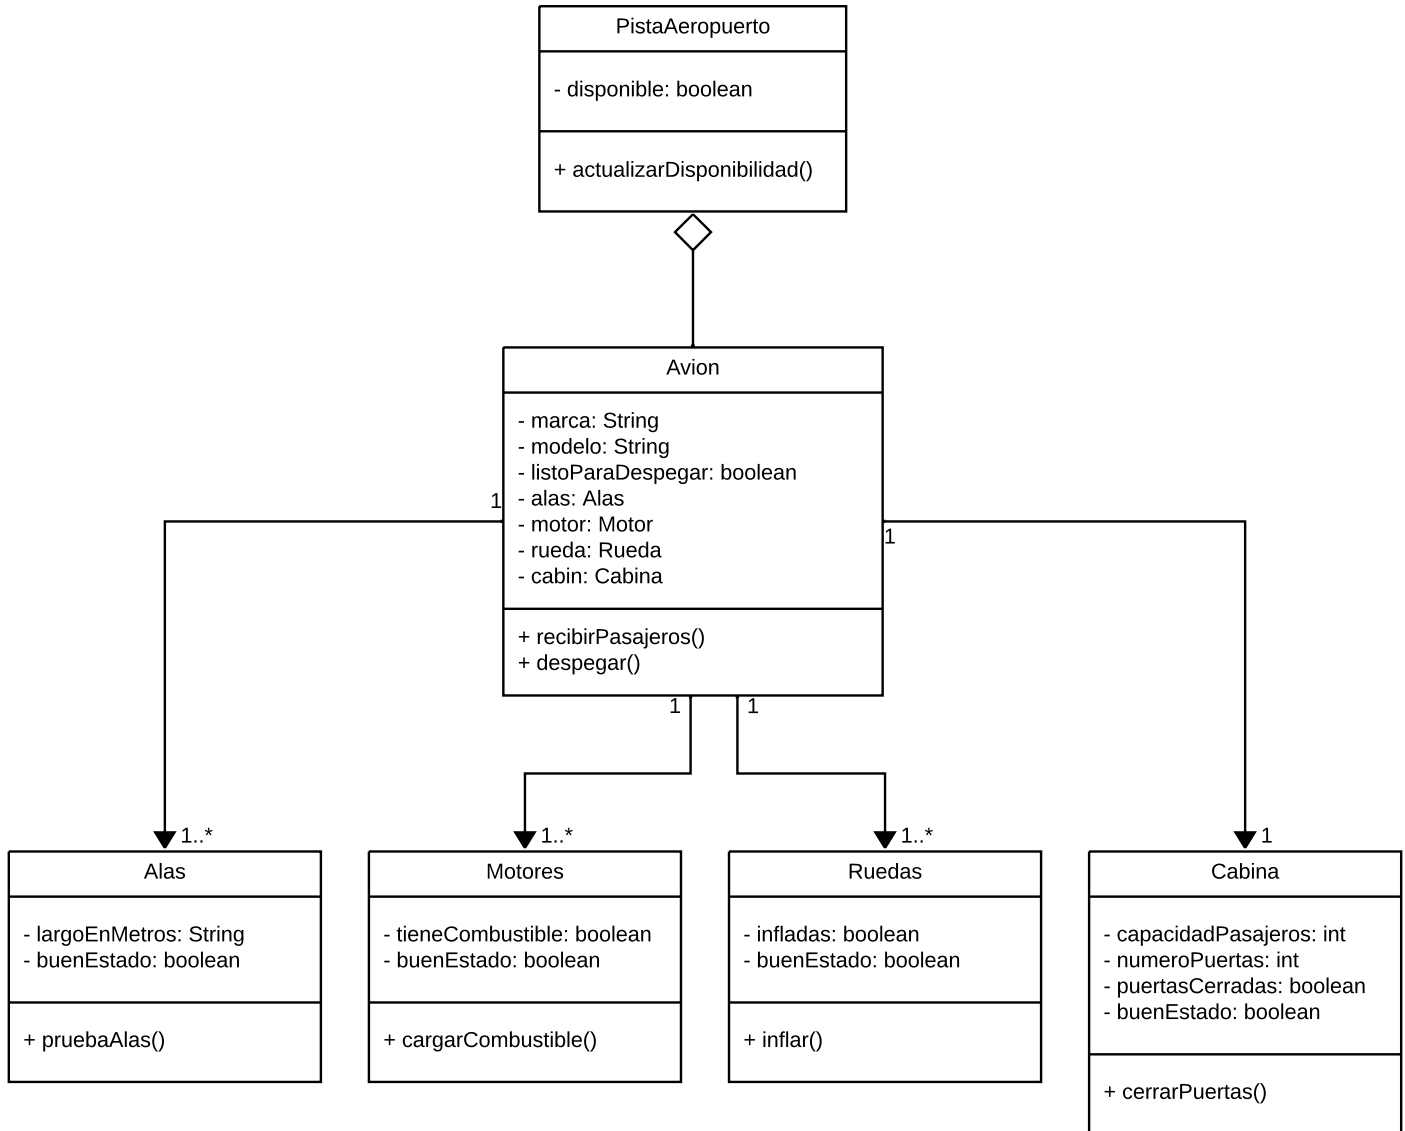 PistaAeropuerto
- disponible: boolean
+ actualizarDisponibilidad()
Avion
- marca: String
- modelo: String
- listoParaDespegar: boolean
- alas: Alas
- motor: Motor
- rueda: Rueda
- cabin: Cabina
+ recibirPasajeros()
+ despegar()
1
1
1
1
1..*
1..*
1..*
1
Alas
- largoEnMetros: String
- buenEstado: boolean
+ pruebaAlas()
Motores
- tieneCombustible: boolean
- buenEstado: boolean
+ cargarCombustible()
Ruedas
- infladas: boolean
- buenEstado: boolean
+ inflar()
Cabina
- capacidadPasajeros: int
- numeroPuertas: int
- puertasCerradas: boolean
- buenEstado: boolean
+ cerrarPuertas()